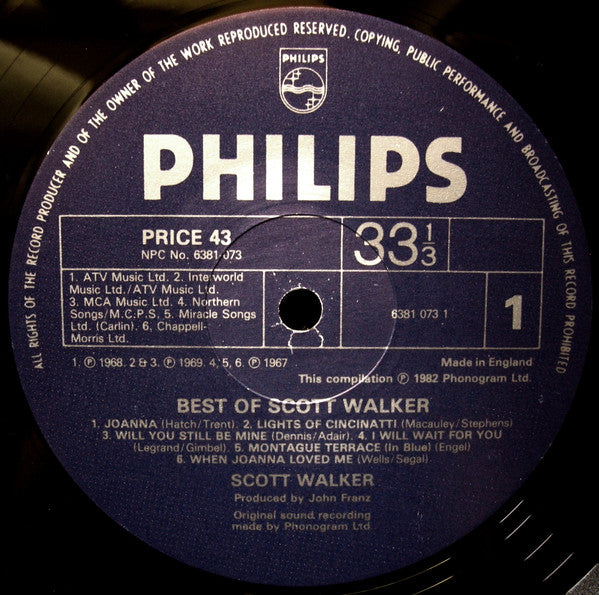 ALL RIGHTS OF THE RECORD PRODUCER AND OF THE OWNER OF THE WORK REPRODUCED RESERVED. COPYING, PUBLIC PERFORMANCE AND BROADCASTING OF THIS RECORD PROHIBITED
PHILIPS
PHILIPS
PRICE 43
NPC No. 6381 073
33 1/3
1. ATV Music Ltd. 2. Interworld
Music Ltd./ATV Music Ltd.
3. MCA Music Ltd. 4. Northern
Songs/M.C.P.S. 5. Miracle Songs
Ltd. (Carlin). 6. Chappell-
Morris Ltd.
6381 073 1
1
1. ℗ 1968. 2 & 3. ℗ 1969. 4, 5, 6. ℗ 1967
Made in England
This compilation ℗ 1982 Phonogram Ltd.
BEST OF SCOTT WALKER
1. JOANNA (Hatch/Trent). 2. LIGHTS OF CINCINATTI (Macauley/Stephens)
3. WILL YOU STILL BE MINE (Dennis/Adair). 4. I WILL WAIT FOR YOU
(Legrand/Gimbel). 5. MONTAGUE TERRACE (In Blue) (Engel)
6. WHEN JOANNA LOVED ME (Wells/Segal)
SCOTT WALKER
Produced by John Franz
Original sound recording
made by Phonogram Ltd.